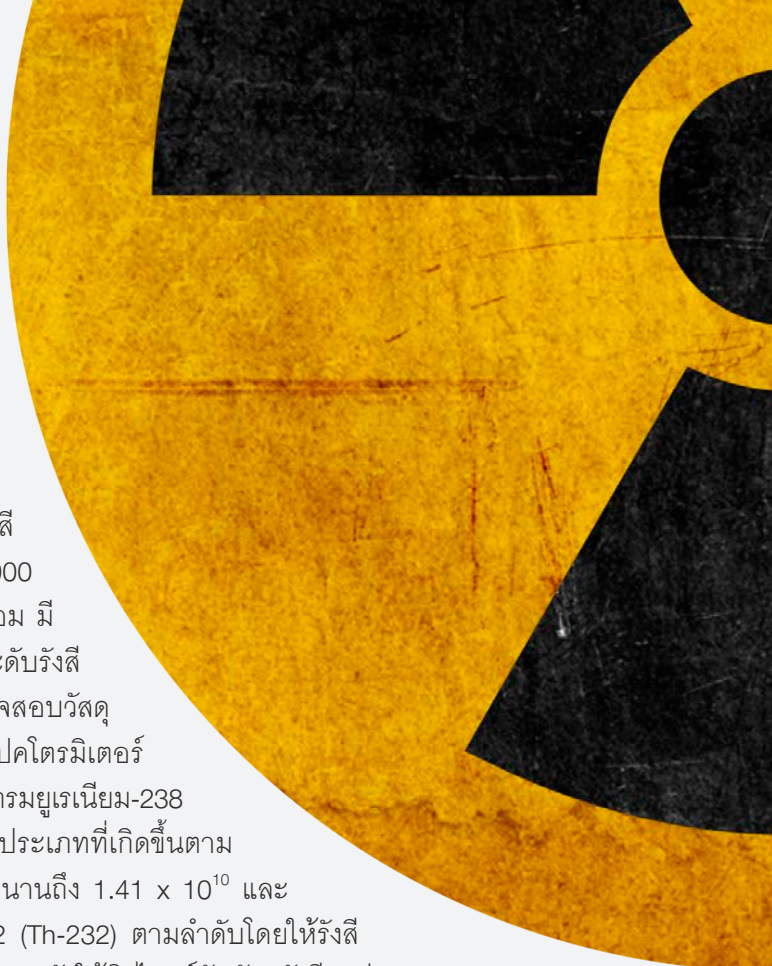 สี
000
อม มี
ะดับรังสี
จสอบวัสดุ
ปคโตรมิเตอร์
กรมยูเรเนียม-238
ประเภทที่เกิดขึ้นตาม
นานถึง 1.41 x 10¹⁰ และ
2 (Th-232) ตามลำดับโดยให้รังสี